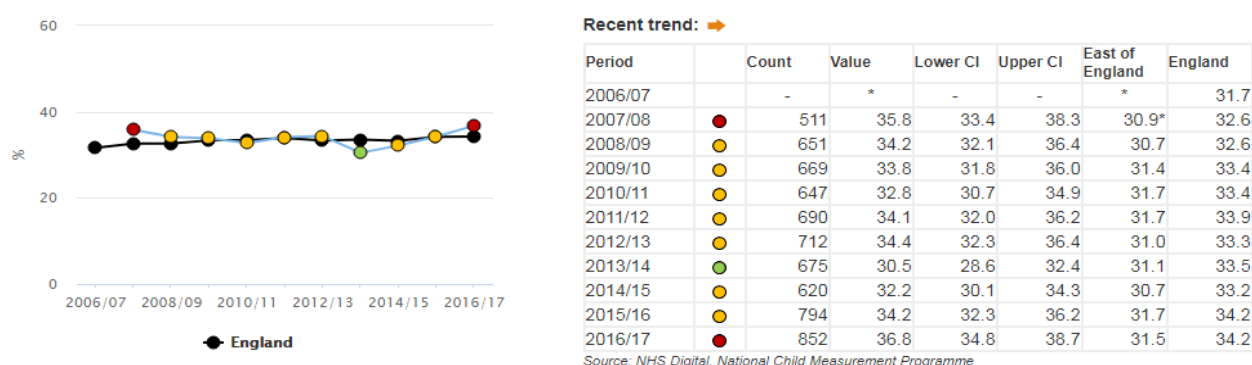 60
40
%
20
0
2006/07 2008/09 2010/11 2012/13 2014/15 2016/17
England
Recent trend:
Period Count Value Lower CI Upper CI East of England England
2006/07 - * - - * 31.7
2007/08 511 35.8 33.4 38.3 30.9* 32.6
2008/09 651 34.2 32.1 36.4 30.7 32.6
2009/10 669 33.8 31.8 36.0 31.4 33.4
2010/11 647 32.8 30.7 34.9 31.7 33.4
2011/12 690 34.1 32.0 36.2 31.7 33.9
2012/13 712 34.4 32.3 36.4 31.0 33.3
2013/14 675 30.5 28.6 32.4 31.1 33.5
2014/15 620 32.2 30.1 34.3 30.7 33.2
2015/16 794 34.2 32.3 36.2 31.7 34.2
2016/17 852 36.8 34.8 38.7 31.5 34.2
Source: NHS Digital, National Child Measurement Programme